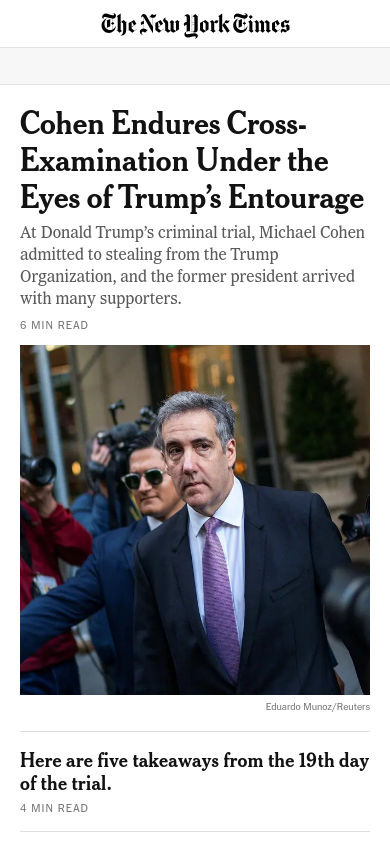 The New York Times
Cohen Endures Cross-
Examination Under the
Eyes of Trump’s Entourage
At Donald Trump’s criminal trial, Michael Cohen
admitted to stealing from the Trump
Organization, and the former president arrived
with many supporters.
6 MIN READ
Eduardo Munoz/Reuters
Here are five takeaways from the 19th day
of the trial.
4 MIN READ